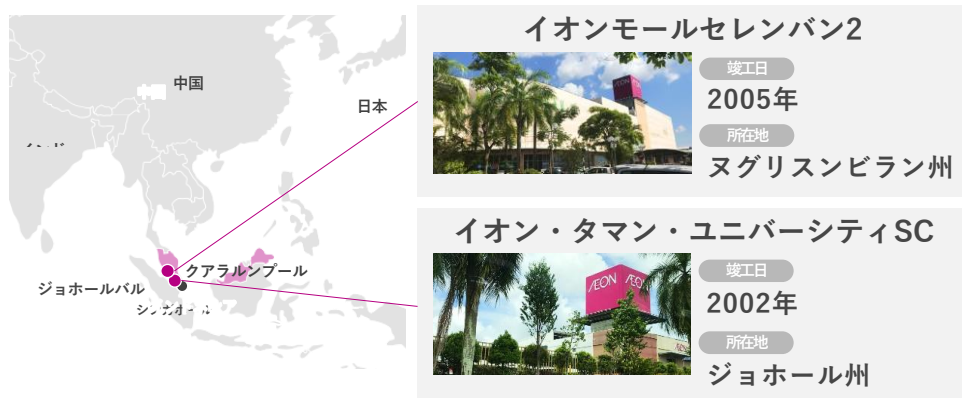 中国
日本
クアラルンプール
ジョホールバル
イオンモールセレンバン2
AEON
竣工日
2005年
所在地
ヌグリスンビラン州
イオン・タマン・ユニバーシティSC
ÆON ÆON
竣工日
2002年
所在地
ジョホール州